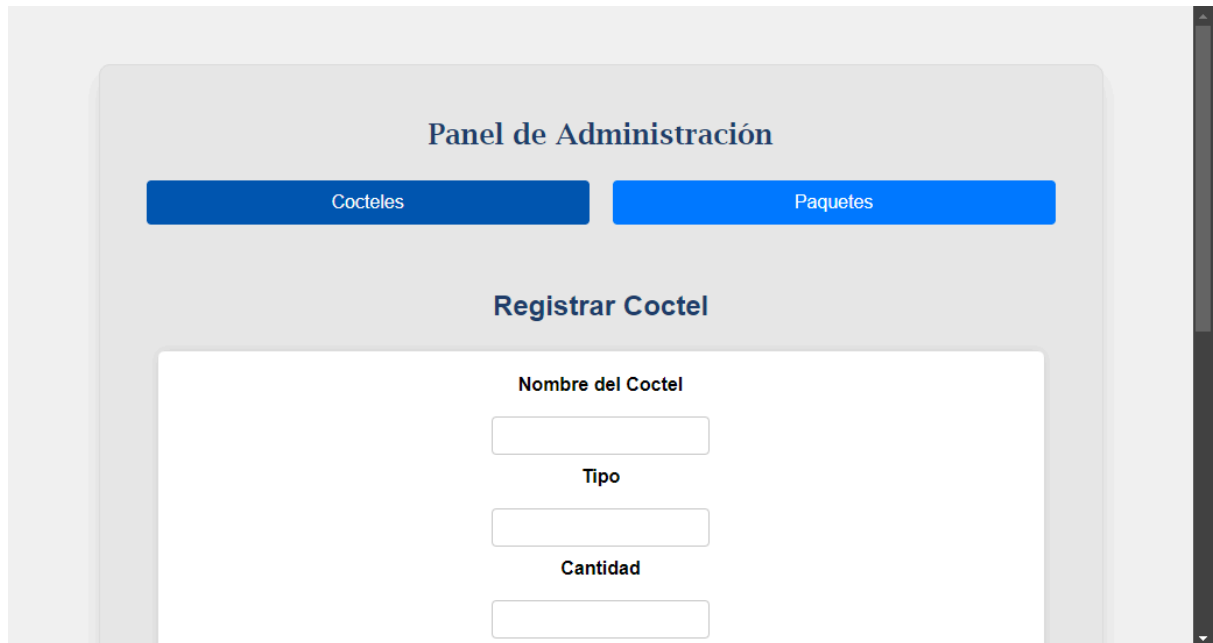 Panel de Administración
Cocteles Paquetes
Registrar Coctel
Nombre del Coctel
Tipo
Cantidad